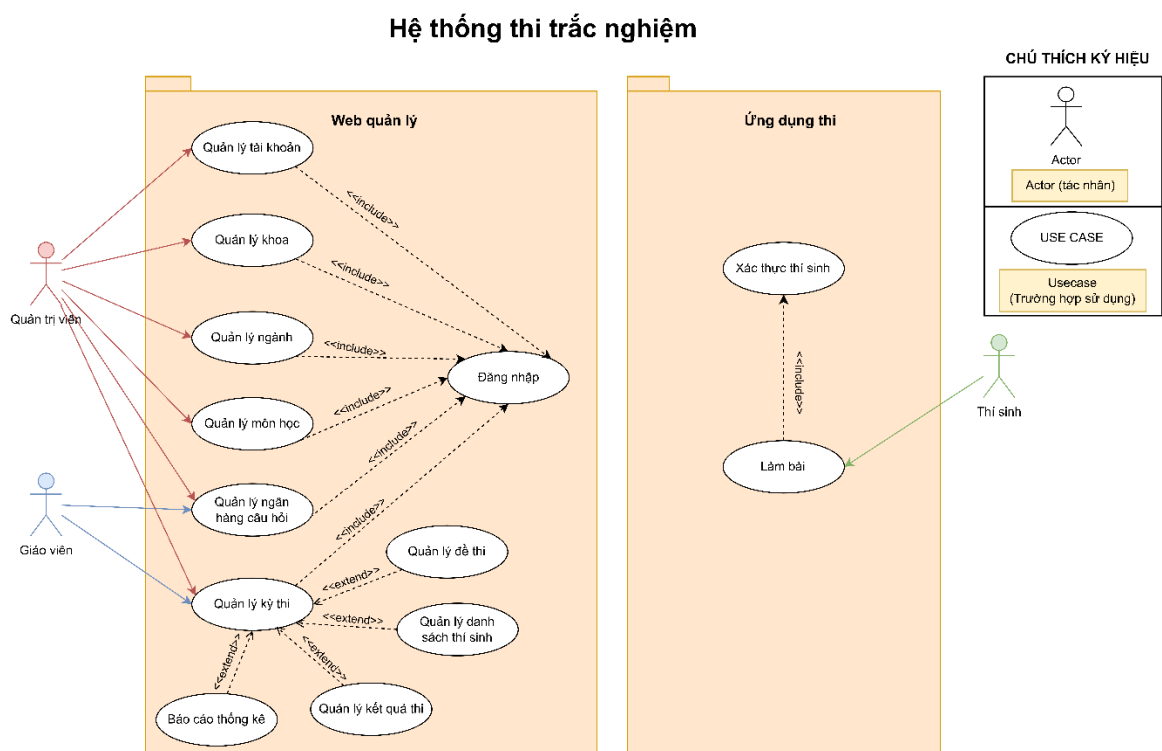 Hệ thống thi trắc nghiệm
Web quản lý
Quản lý tài khoản
<<include>>
Quản lý khoa
<<include>>
Quản trị viên
Quản lý ngành
<<include>>
Đăng nhập
Quản lý môn học
<<include>>
Quản lý ngân
hàng câu hỏi
<<include>>
Giáo viên
<<include>>
Quản lý đề thi
<<extend>>
Quản lý kỳ thi
<<extend>>
Quản lý danh
sách thí sinh
<<extend>>
<<extend>>
Báo cáo thống kê
Quản lý kết quả thi
Ứng dụng thi
Xác thực thí sinh
<<include>>
Làm bài
Thí sinh
CHÚ THÍCH KÝ HIỆU
Actor
Actor (tác nhân)
USE CASE
Usecase
(Trường hợp sử dụng)